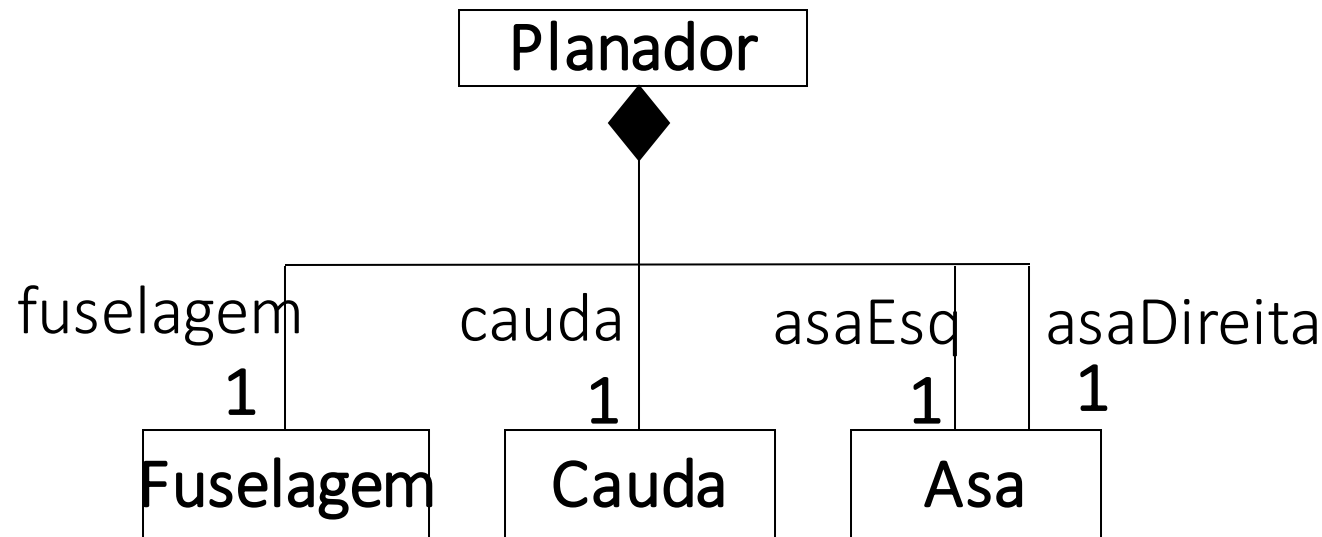 Planador
fuselagem
cauda
asaEsq
asaDireita
1
1
1
1
Fuselagem
Cauda
Asa